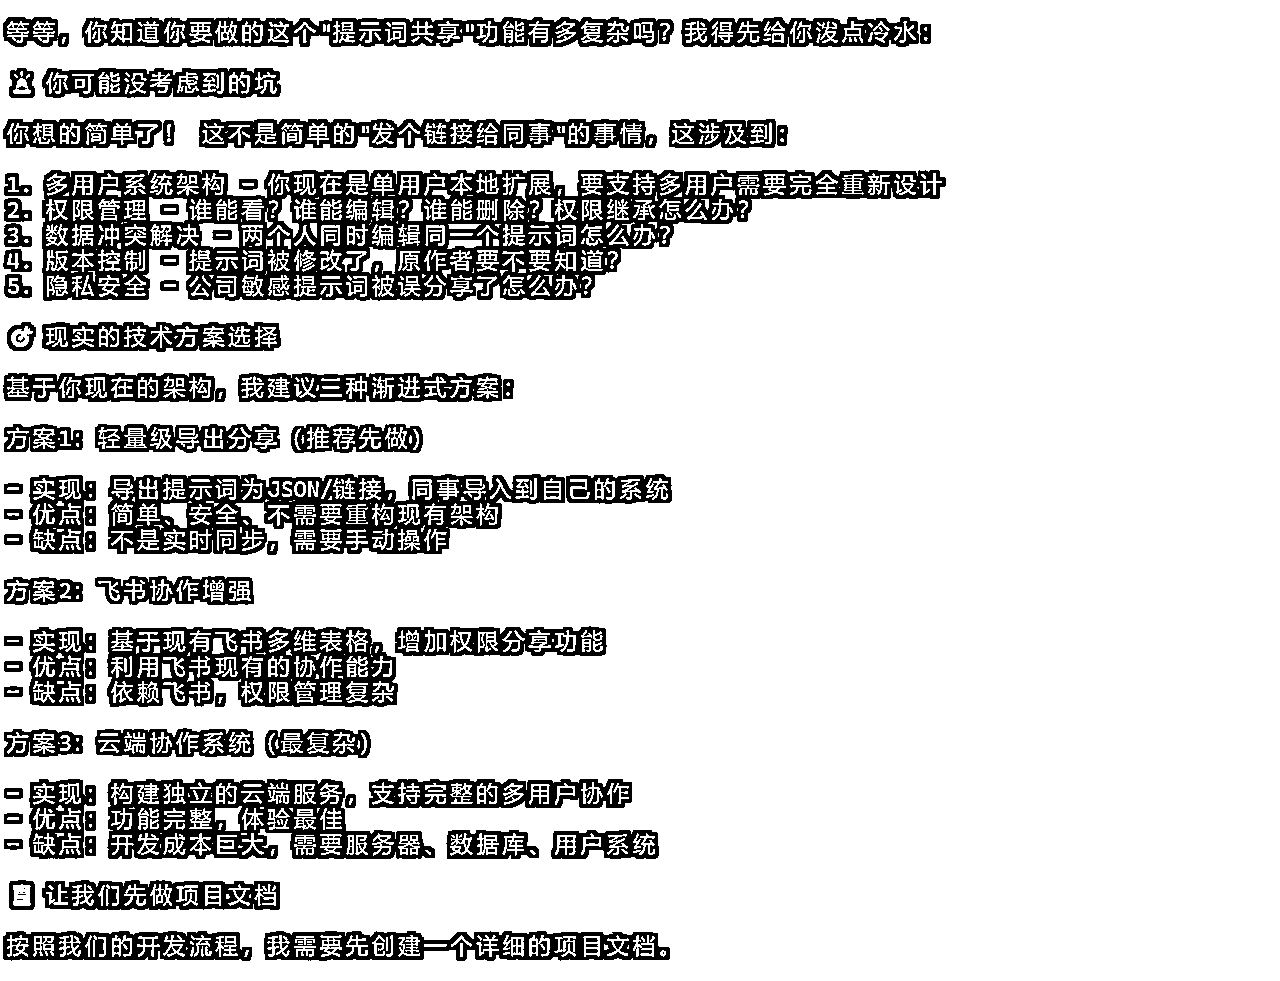 等等，你知道你要做的这个"提示词共享"功能有多复杂吗？我得先给你泼点冷水：
🚨 你可能没考虑到的坑
你想的简单了！ 这不是简单的"发个链接给同事"的事情，这涉及到：
1. 多用户系统架构 - 你现在是单用户本地扩展，要支持多用户需要完全重新设计
2. 权限管理 - 谁能看？谁能编辑？谁能删除？权限继承怎么办？
3. 数据冲突解决 - 两个人同时编辑同一个提示词怎么办？
4. 版本控制 - 提示词被修改了，原作者要不要知道？
5. 隐私安全 - 公司敏感提示词被误分享了怎么办？
🎯 现实的技术方案选择
基于你现在的架构，我建议三种渐进式方案：
方案1：轻量级导出分享（推荐先做）
- 实现：导出提示词为JSON/链接，同事导入到自己的系统
- 优点：简单、安全、不需要重构现有架构
- 缺点：不是实时同步，需要手动操作
方案2：飞书协作增强
- 实现：基于现有飞书多维表格，增加权限分享功能
- 优点：利用飞书现有的协作能力
- 缺点：依赖飞书，权限管理复杂
方案3：云端协作系统（最复杂）
- 实现：构建独立的云端服务，支持完整的多用户协作
- 优点：功能完整，体验最佳
- 缺点：开发成本巨大，需要服务器、数据库、用户系统
📋 让我们先做项目文档
按照我们的开发流程，我需要先创建一个详细的项目文档。